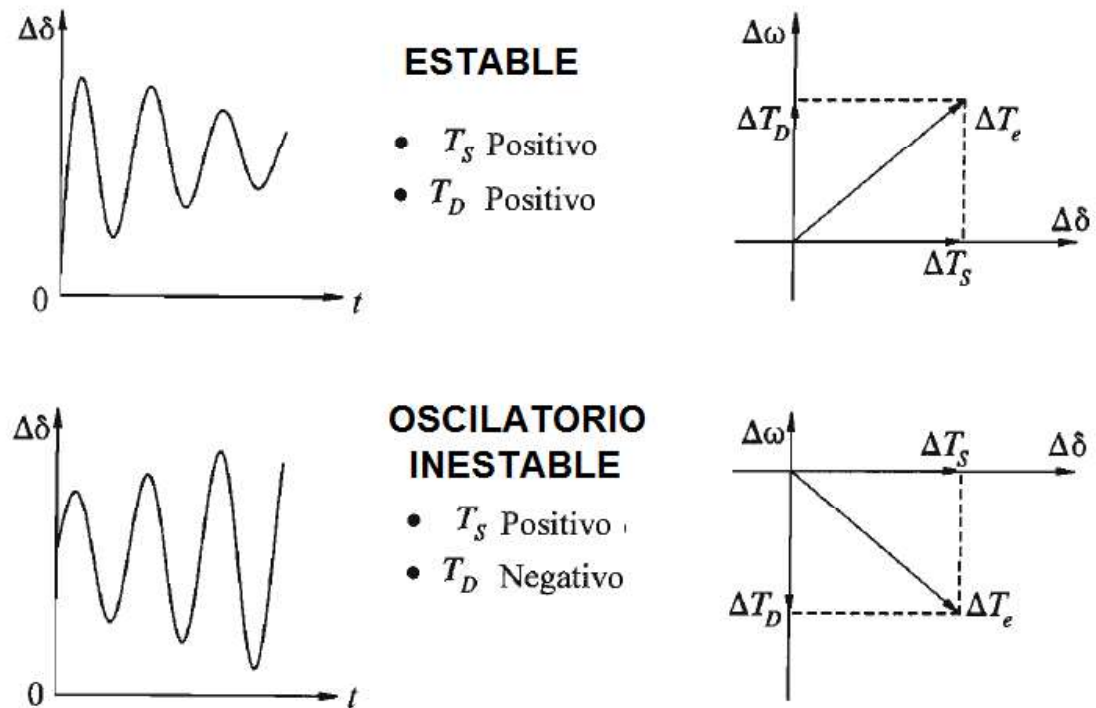 Δδ
0
t
ESTABLE
• T_S Positivo
• T_D Positivo
Δω
ΔT_D
ΔT_e
Δδ
ΔT_S
Δδ
0
t
OSCILATORIO
INESTABLE
• T_S Positivo
• T_D Negativo
Δω
ΔT_S
Δδ
ΔT_D
ΔT_e